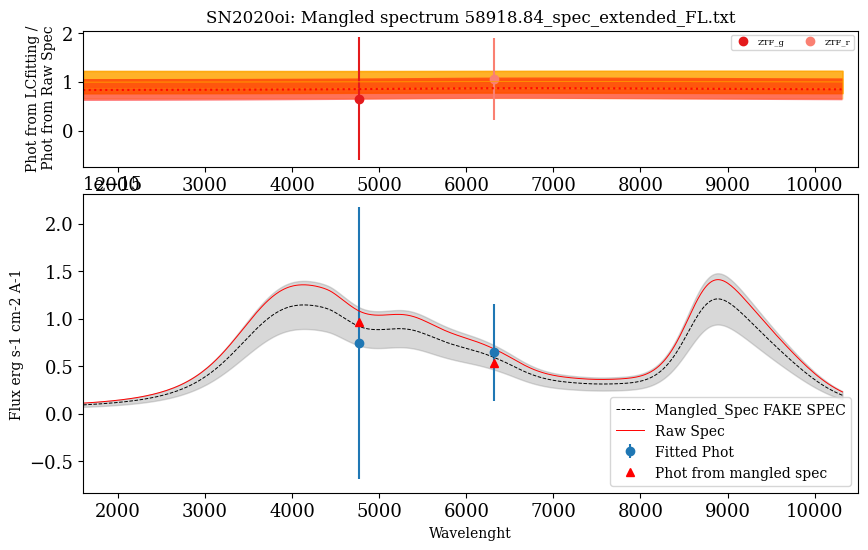 SN2020oi: Mangled spectrum 58918.84_spec_extended_FL.txt
Phot from LCfitting /
Phot from Raw Spec
2
1
0
ZTF_g
ZTF_r
2000 3000 4000 5000 6000 7000 8000 9000 10000
1e−15
Flux erg s-1 cm-2 A-1
2.0
1.5
1.0
0.5
0.0
−0.5
Mangled_Spec FAKE SPEC
Raw Spec
Fitted Phot
Phot from mangled spec
2000 3000 4000 5000 6000 7000 8000 9000 10000
Wavelenght